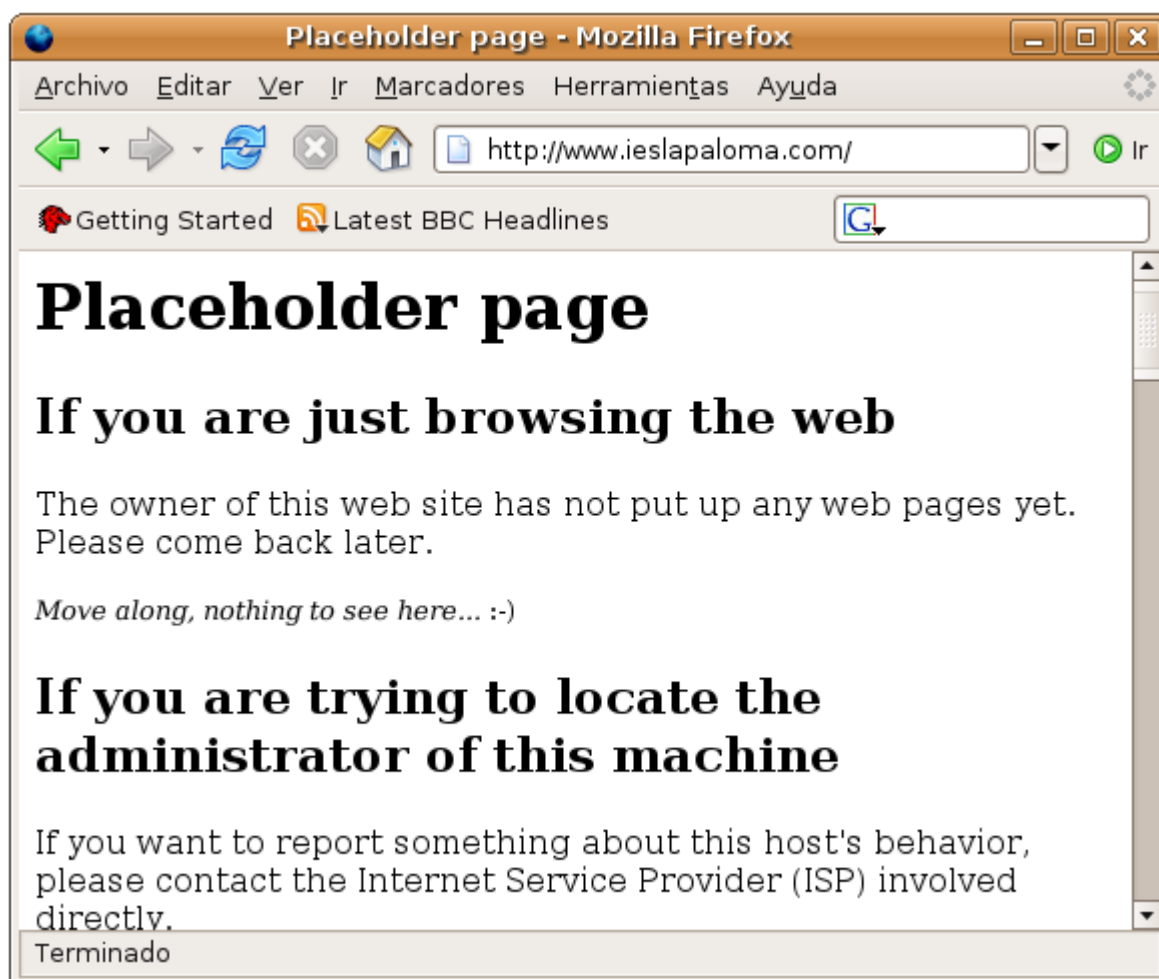 Placeholder page - Mozilla Firefox
Archivo Editar Ver Ir Marcadores Herramientas Ayuda
http://www.ieslapaloma.com/ Ir
Getting Started Latest BBC Headlines G
Placeholder page
If you are just browsing the web
The owner of this web site has not put up any web pages yet.
Please come back later.
Move along, nothing to see here... :-)
If you are trying to locate the
administrator of this machine
If you want to report something about this host's behavior,
please contact the Internet Service Provider (ISP) involved
directly.
Terminado